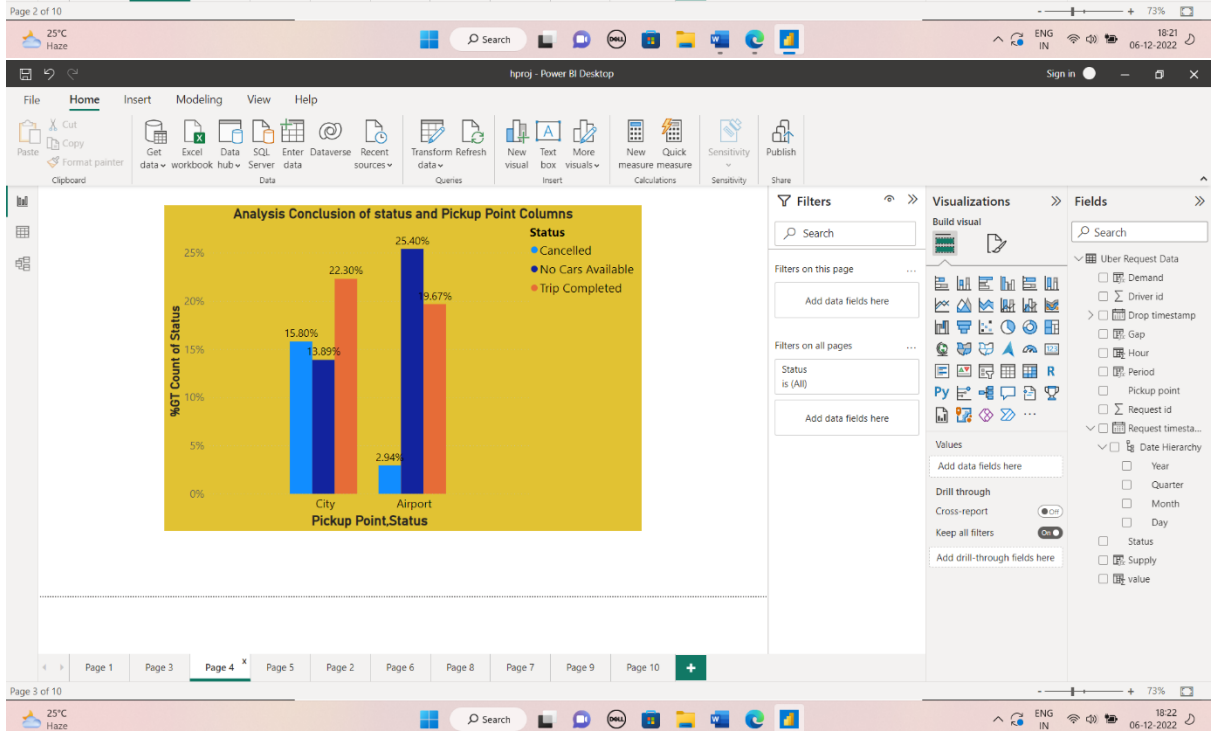 Page 2 of 10
73%
25°C
Haze
Search
DELL
ENG
IN
18:21
06-12-2022
hproj - Power BI Desktop
Sign in
File Home Insert Modeling View Help
Paste
Cut
Copy
Format painter
Clipboard
Get data
Excel workbook
Data hub
SQL Server
Enter data
Dataverse
Recent sources
Data
Transform data
Refresh
Queries
New visual
Text box
More visuals
Insert
New measure
Quick measure
Calculations
Sensitivity
Sensitivity
Publish
Share
Analysis Conclusion of status and Pickup Point Columns
Status
Cancelled
No Cars Available
Trip Completed
%GT Count of Status
25%
20%
15%
10%
5%
0%
15.80%
13.89%
22.30%
2.94%
25.40%
19.67%
City
Airport
Pickup Point,Status
Filters
Search
Filters on this page
...
Add data fields here
Filters on all pages
...
Status
is (All)
Add data fields here
Visualizations
Build visual
123
R
Py
...
Values
Add data fields here
Drill through
Cross-report
Off
Keep all filters
On
Add drill-through fields here
Fields
Search
Uber Request Data
Demand
Driver id
Drop timestamp
Gap
Hour
Period
Pickup point
Request id
Request timesta...
Date Hierarchy
Year
Quarter
Month
Day
Status
Supply
value
Page 1 Page 3 Page 4 x Page 5 Page 2 Page 6 Page 8 Page 7 Page 9 Page 10 +
Page 3 of 10
73%
25°C
Haze
Search
DELL
ENG
IN
18:22
06-12-2022